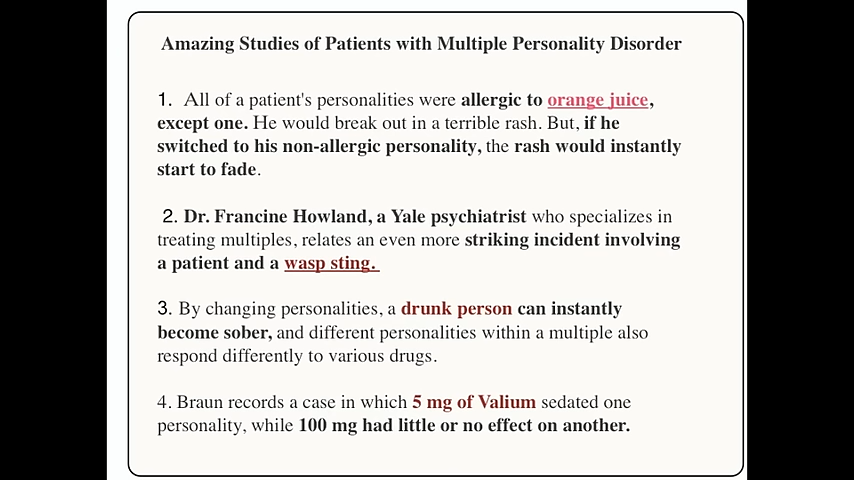 Amazing Studies of Patients with Multiple Personality Disorder
1. All of a patient's personalities were allergic to orange juice,
except one. He would break out in a terrible rash. But, if he
switched to his non-allergic personality, the rash would instantly
start to fade.
2. Dr. Francine Howland, a Yale psychiatrist who specializes in
treating multiples, relates an even more striking incident involving
a patient and a wasp sting.
3. By changing personalities, a drunk person can instantly
become sober, and different personalities within a multiple also
respond differently to various drugs.
4. Braun records a case in which 5 mg of Valium sedated one
personality, while 100 mg had little or no effect on another.